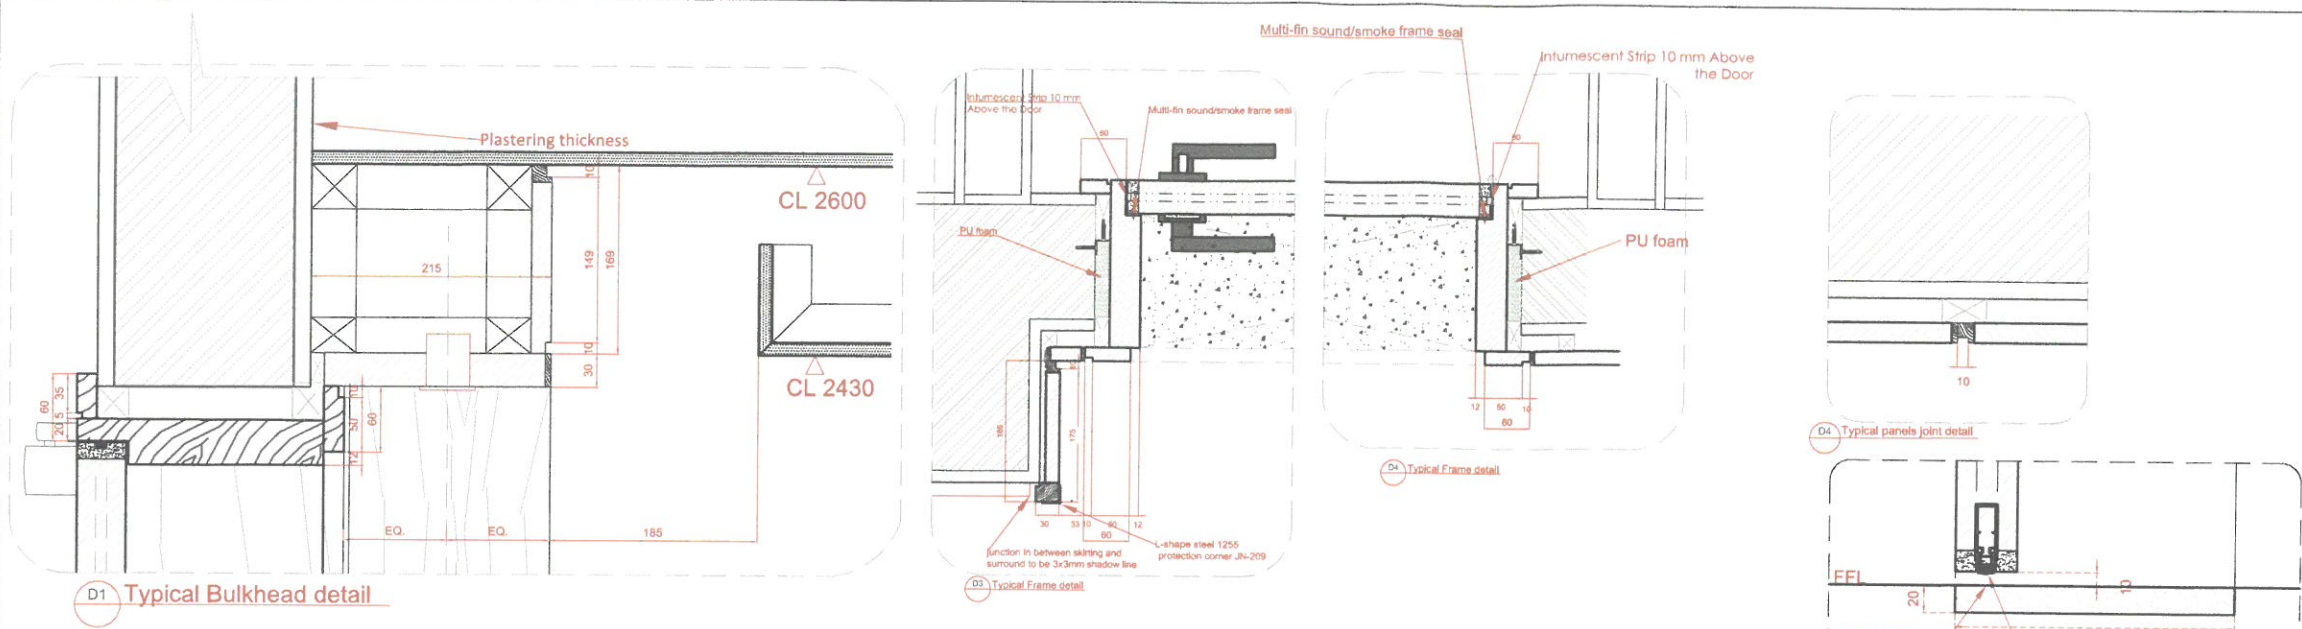 Plastering thickness
10
CL 2600
149
169
215
10
30
CL 2430
60
35
5
20
10
50
60
12
EQ.
EQ.
185
D1 Typical Bulkhead detail
Intumescent Strip 10 mm
Above the Door
Multi-fin sound/smoke frame seal
PU foam
175
30
10
12
60
Junction in between skirting and
surround to be 3x3mm shadow line
L-shape steel 1255
protection corner JN-209
D3 Typical Frame detail
Multi-fin sound/smoke frame seal
Intumescent Strip 10 mm Above
the Door
PU foam
12
10
60
D4 Typical Frame detail
10
D4 Typical panels joint detail
FFL
20
10